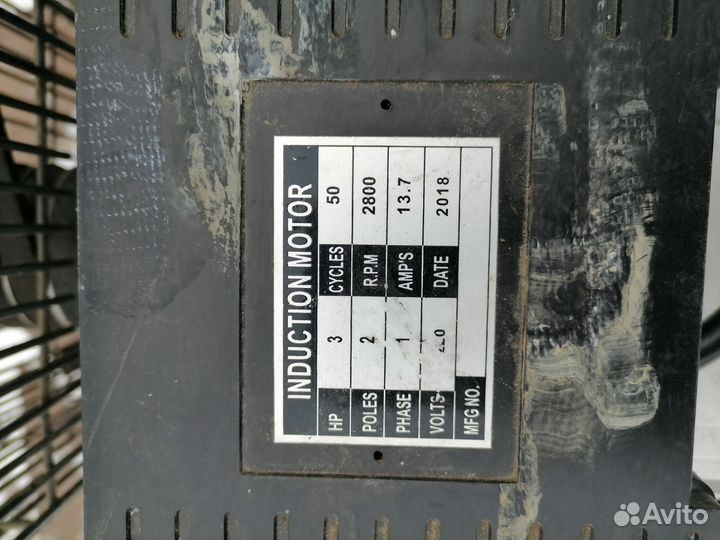 INDUCTION MOTOR
HP 3 CYCLES 50
POLES 2 R.P.M 2800
PHASE 1 AMP'S 13.7
VOLTS 220 DATE 2018
MFG NO.
Avito